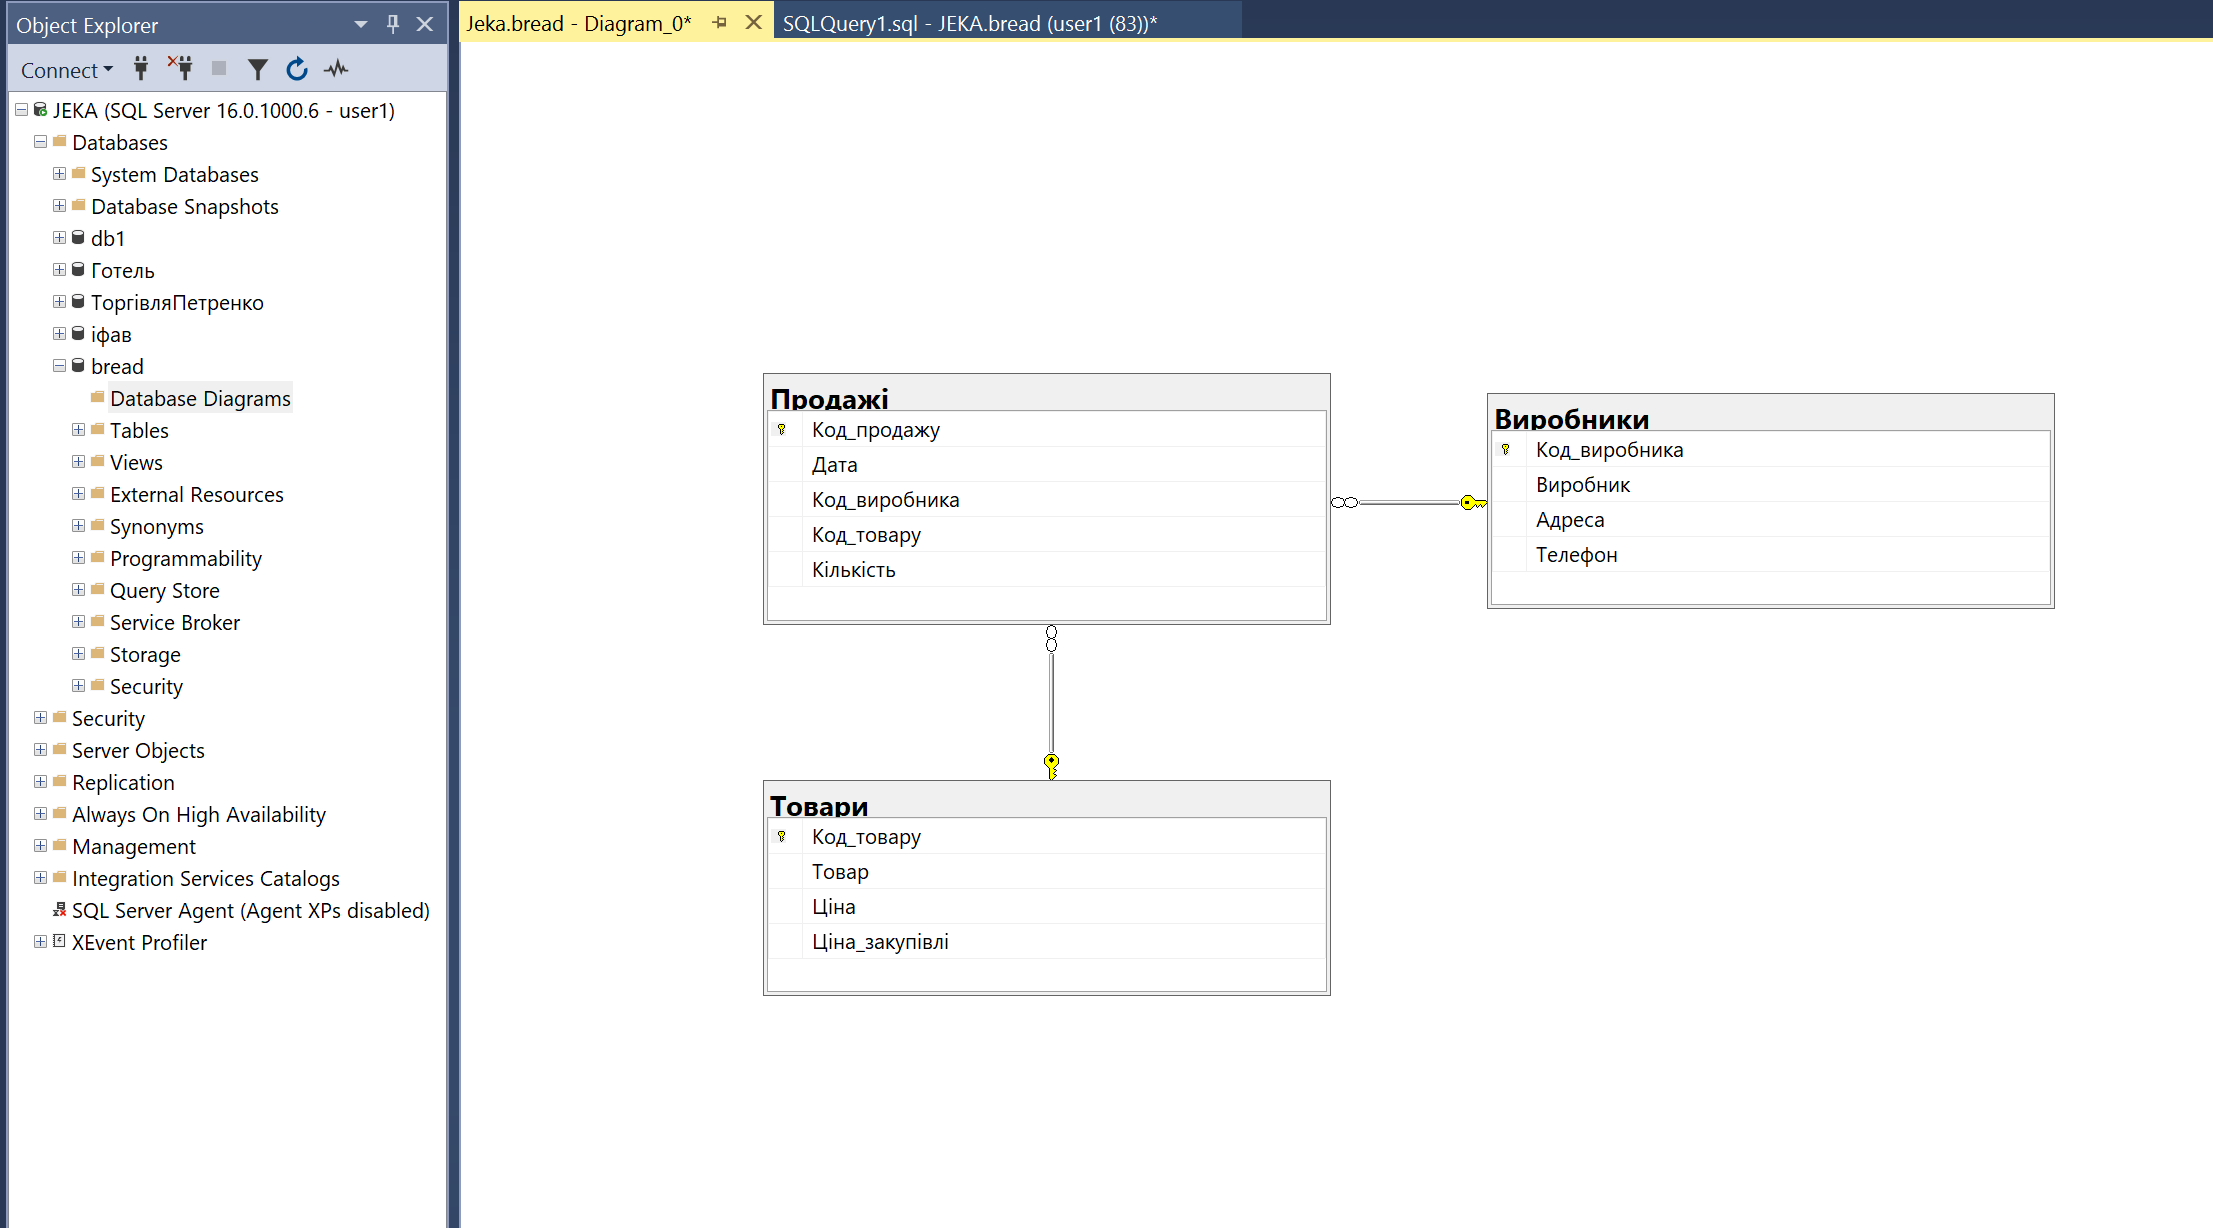 Object Explorer
Connect
JEKA (SQL Server 16.0.1000.6 - user1)
Databases
System Databases
Database Snapshots
db1
Готель
ТоргівляПетренко
іфав
bread
Database Diagrams
Tables
Views
External Resources
Synonyms
Programmability
Query Store
Service Broker
Storage
Security
Security
Server Objects
Replication
Always On High Availability
Management
Integration Services Catalogs
SQL Server Agent (Agent XPs disabled)
XEvent Profiler
Jeka.bread - Diagram_0*
SQLQuery1.sql - JEKA.bread (user1 (83))*
Продажі
Код_продажу
Дата
Код_виробника
Код_товару
Кількість
Виробники
Код_виробника
Виробник
Адреса
Телефон
Товари
Код_товару
Товар
Ціна
Ціна_закупівлі